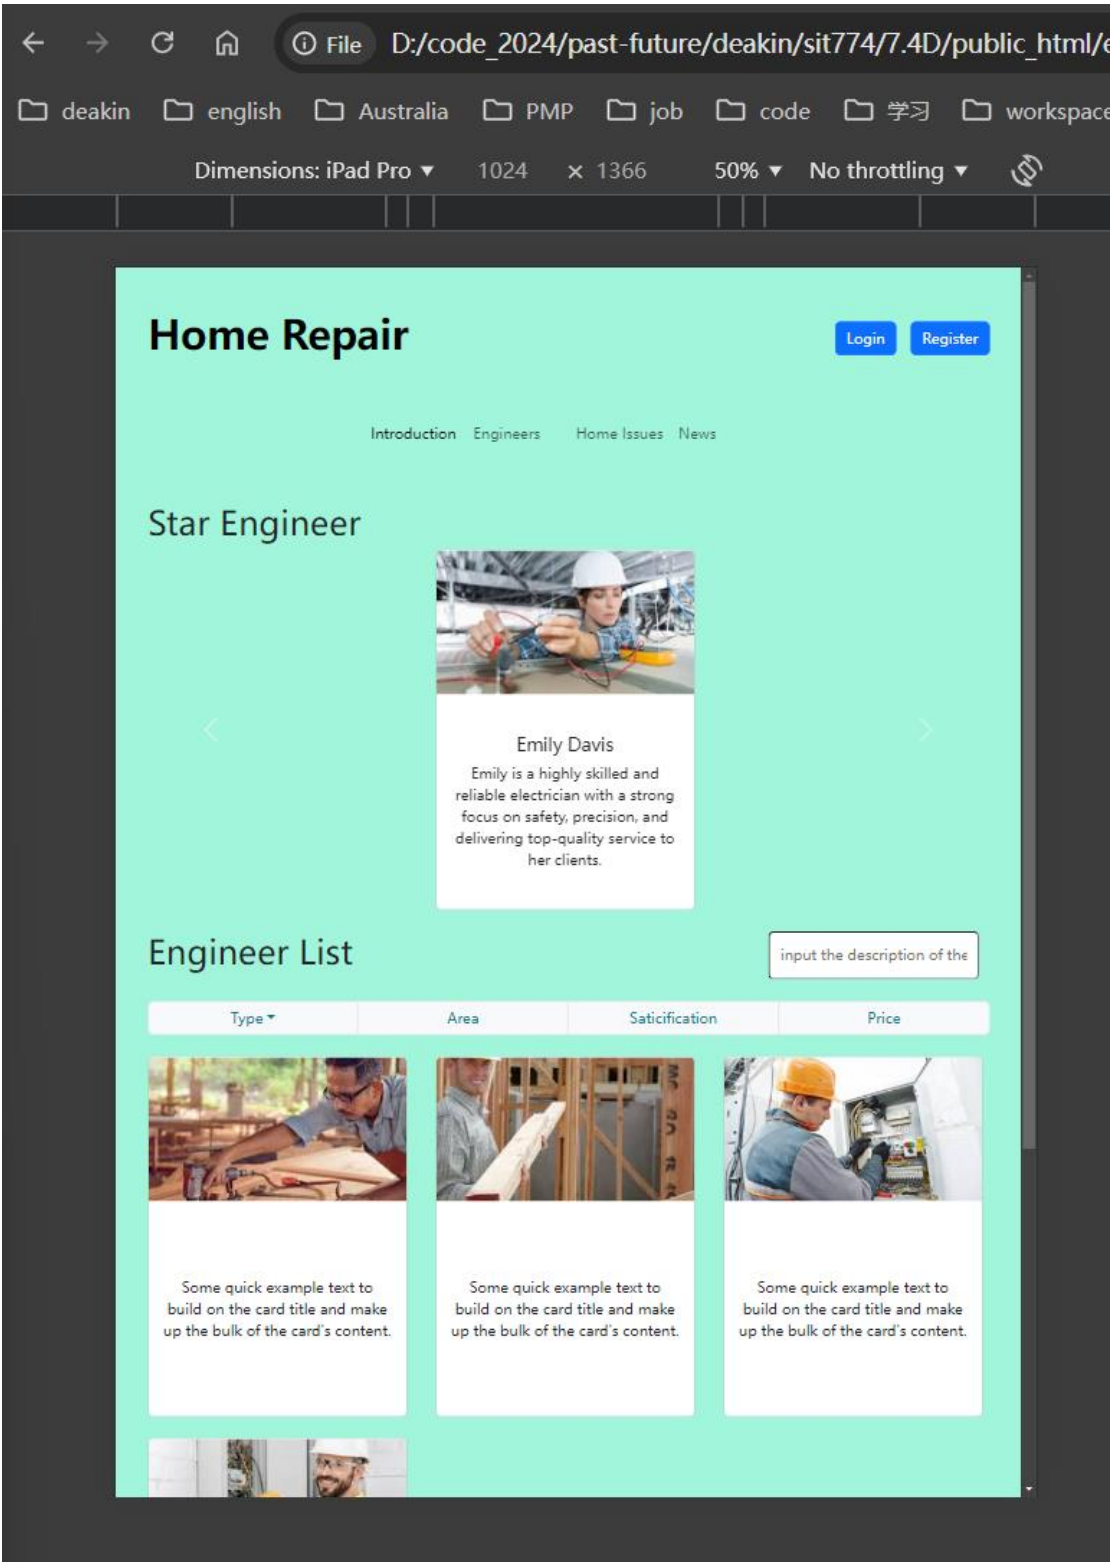 File D:/code_2024/past-future/deakin/sit774/7.4D/public_html/
deakin english Australia PMP job code 学习 workspace
Dimensions: iPad Pro 1024 × 1366 50% No throttling
Home Repair
Login Register
Introduction Engineers Home Issues News
Star Engineer
Emily Davis
Emily is a highly skilled and
reliable electrician with a strong
focus on safety, precision, and
delivering top-quality service to
her clients.
Engineer List
input the description of the
Type Area Saticification Price
Some quick example text to
build on the card title and make
up the bulk of the card's content.
Some quick example text to
build on the card title and make
up the bulk of the card's content.
Some quick example text to
build on the card title and make
up the bulk of the card's content.